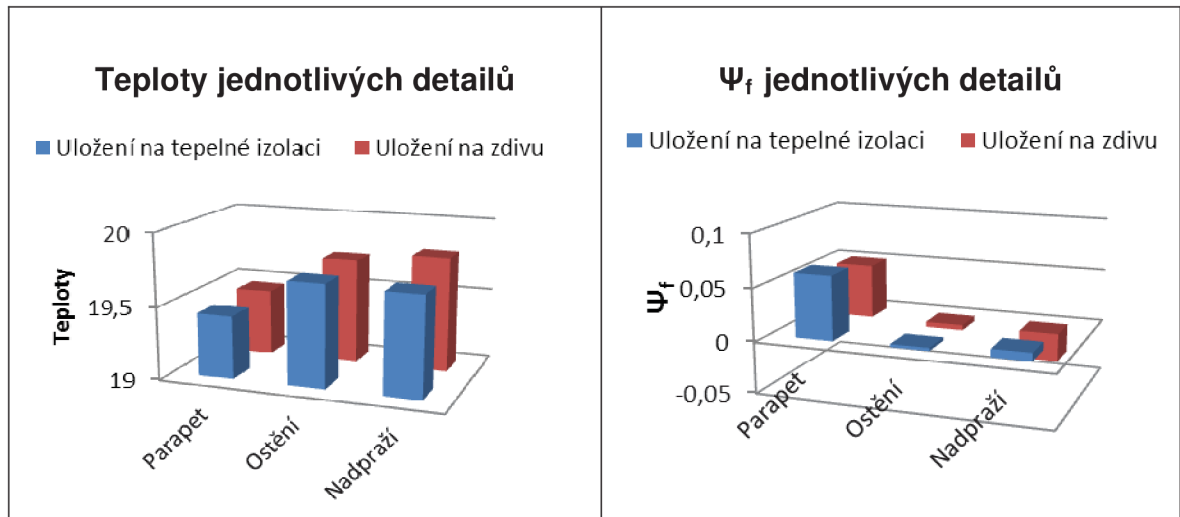 Teploty jednotlivých detailů
Uložení na tepelné izolaci
Uložení na zdivu
Teploty
20
19,5
19
Parapet
Ostění
Nadpraží
Ψf jednotlivých detailů
Uložení na tepelné izolaci
Uložení na zdivu
Ψf
0,1
0,05
0
-0,05
Parapet
Ostění
Nadpraží